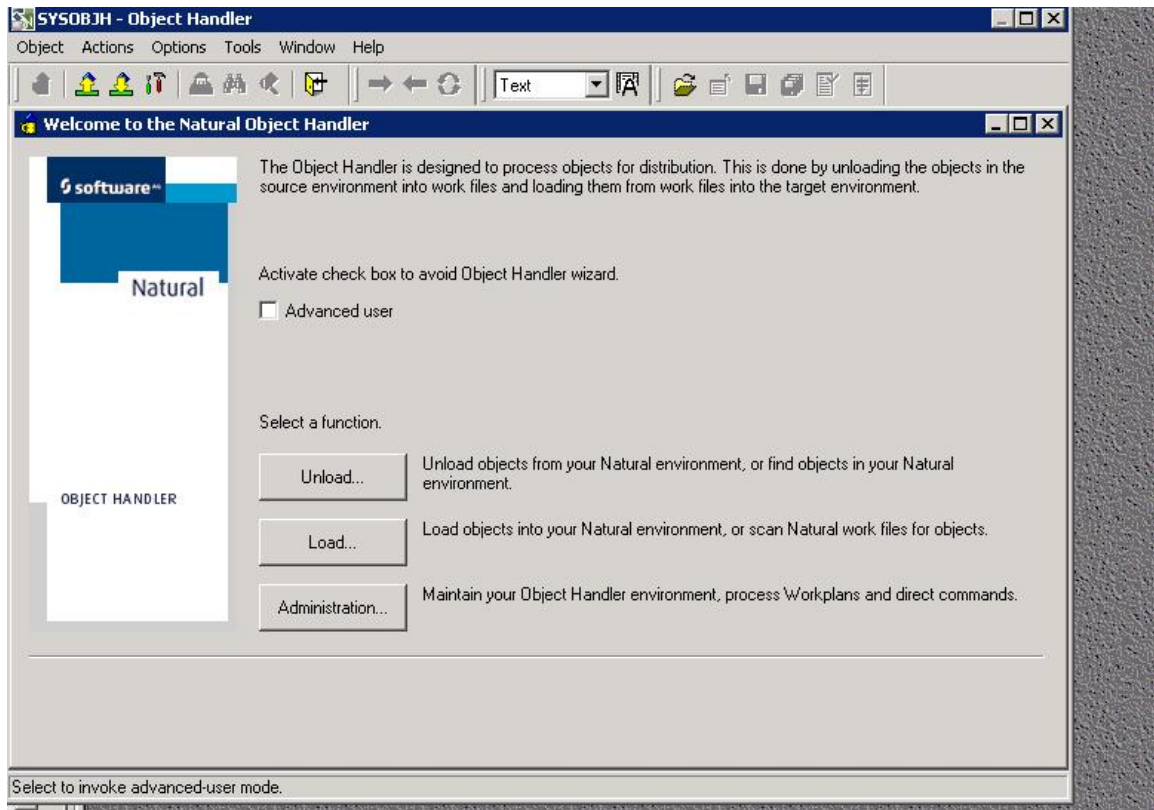 SYSOBJH - Object Handler
Object Actions Options Tools Window Help
Text
Welcome to the Natural Object Handler
software AG
Natural
OBJECT HANDLER
The Object Handler is designed to process objects for distribution. This is done by unloading the objects in the
source environment into work files and loading them from work files into the target environment.
Activate check box to avoid Object Handler wizard.
Advanced user
Select a function.
Unload...
Unload objects from your Natural environment, or find objects in your Natural
environment.
Load...
Load objects into your Natural environment, or scan Natural work files for objects.
Administration...
Maintain your Object Handler environment, process Workplans and direct commands.
Select to invoke advanced-user mode.